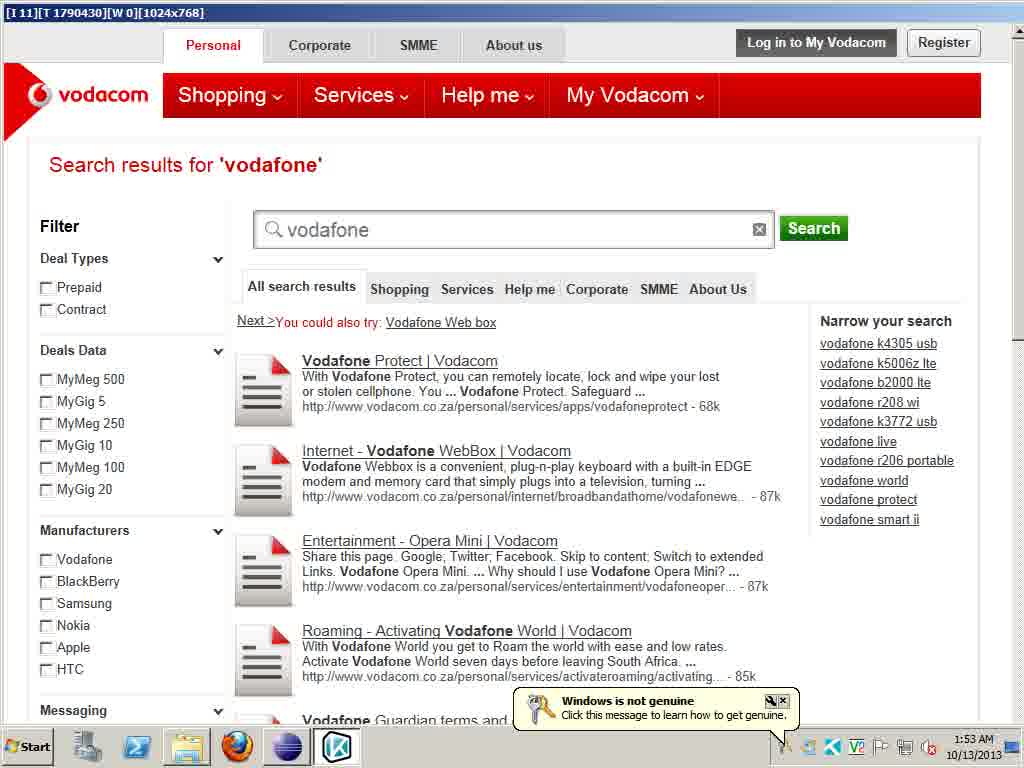 [I 11][T 1790430][W 0][1024x768]
Personal Corporate SMME About us Log in to My Vodacom Register
vodacom Shopping Services Help me My Vodacom
Search results for 'vodafone'
Filter
Deal Types
Prepaid
Contract
Deals Data
MyMeg 500
MyGig 5
MyMeg 250
MyGig 10
MyMeg 100
MyGig 20
Manufacturers
Vodafone
BlackBerry
Samsung
Nokia
Apple
HTC
Messaging
vodafone Search
All search results Shopping Services Help me Corporate SMME About Us
Next >You could also try: Vodafone Web box
Vodafone Protect | Vodacom
With Vodafone Protect, you can remotely locate, lock and wipe your lost
or stolen cellphone. You ... Vodafone Protect. Safeguard ...
http://www.vodacom.co.za/personal/services/apps/vodafoneprotect - 68k
Internet - Vodafone WebBox | Vodacom
Vodafone Webbox is a convenient, plug-n-play keyboard with a built-in EDGE
modem and memory card that simply plugs into a television, turning ...
http://www.vodacom.co.za/personal/internet/broadbandathome/vodafonewe... - 87k
Entertainment - Opera Mini | Vodacom
Share this page. Google; Twitter; Facebook. Skip to content; Switch to extended
Links. Vodafone Opera Mini. ... Why should I use Vodafone Opera Mini? ...
http://www.vodacom.co.za/personal/services/entertainment/vodafoneoper... - 87k
Roaming - Activating Vodafone World | Vodacom
With Vodafone World you get to Roam the world with ease and low rates.
Activate Vodafone World seven days before leaving South Africa. ...
http://www.vodacom.co.za/personal/services/activateroaming/activating... - 85k
Vodafone Guardian terms and
Narrow your search
vodafone k4305 usb
vodafone k5006z lte
vodafone b2000 lte
vodafone r208 wi
vodafone k3772 usb
vodafone live
vodafone r206 portable
vodafone world
vodafone protect
vodafone smart ii
Windows is not genuine
Click this message to learn how to get genuine.
Start
1:53 AM
10/13/2013